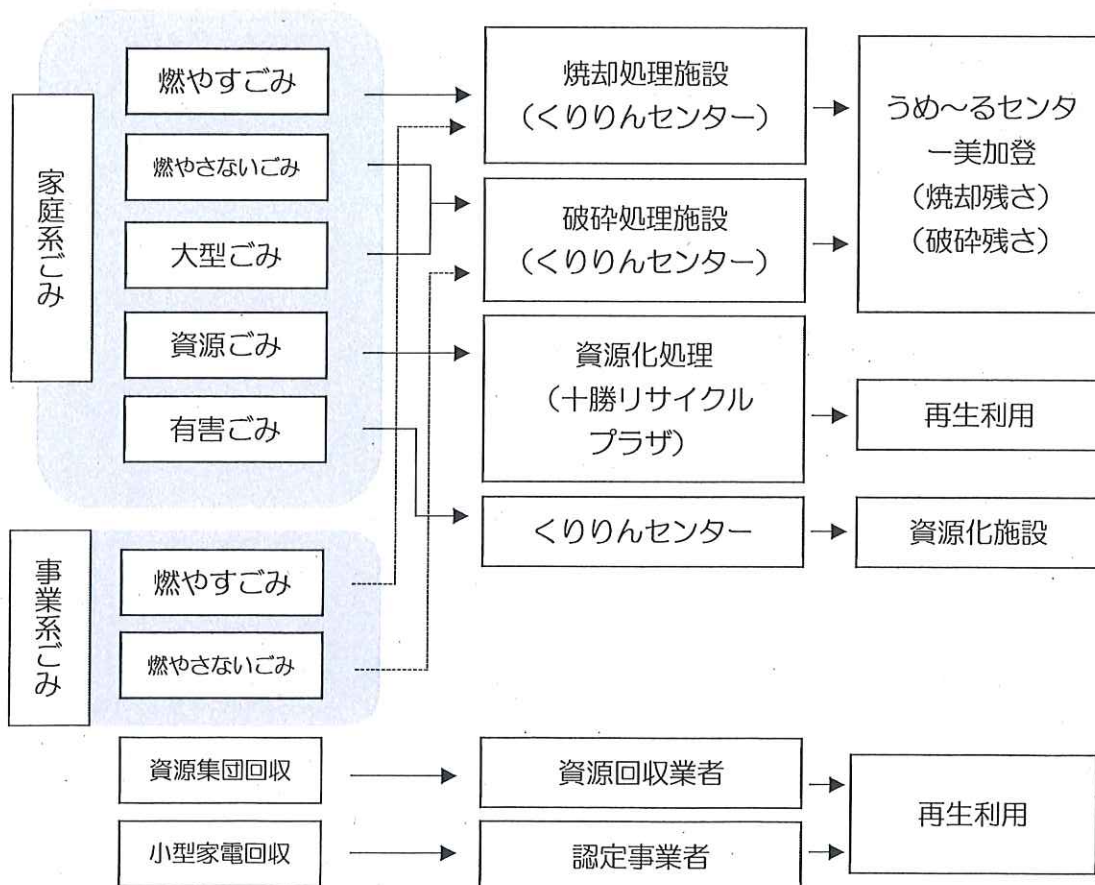 家庭系ごみ
燃やすごみ
燃やさないごみ
大型ごみ
資源ごみ
有害ごみ
事業系ごみ
燃やすごみ
燃やさないごみ
資源集団回収
小型家電回収
焼却処理施設
（くりりんセンター）
破砕処理施設
（くりりんセンター）
資源化処理
（十勝リサイクル
プラザ）
くりりんセンター
資源回収業者
認定事業者
うめ～るセンタ
ー美加登
（焼却残さ）
（破砕残さ）
再生利用
資源化施設
再生利用